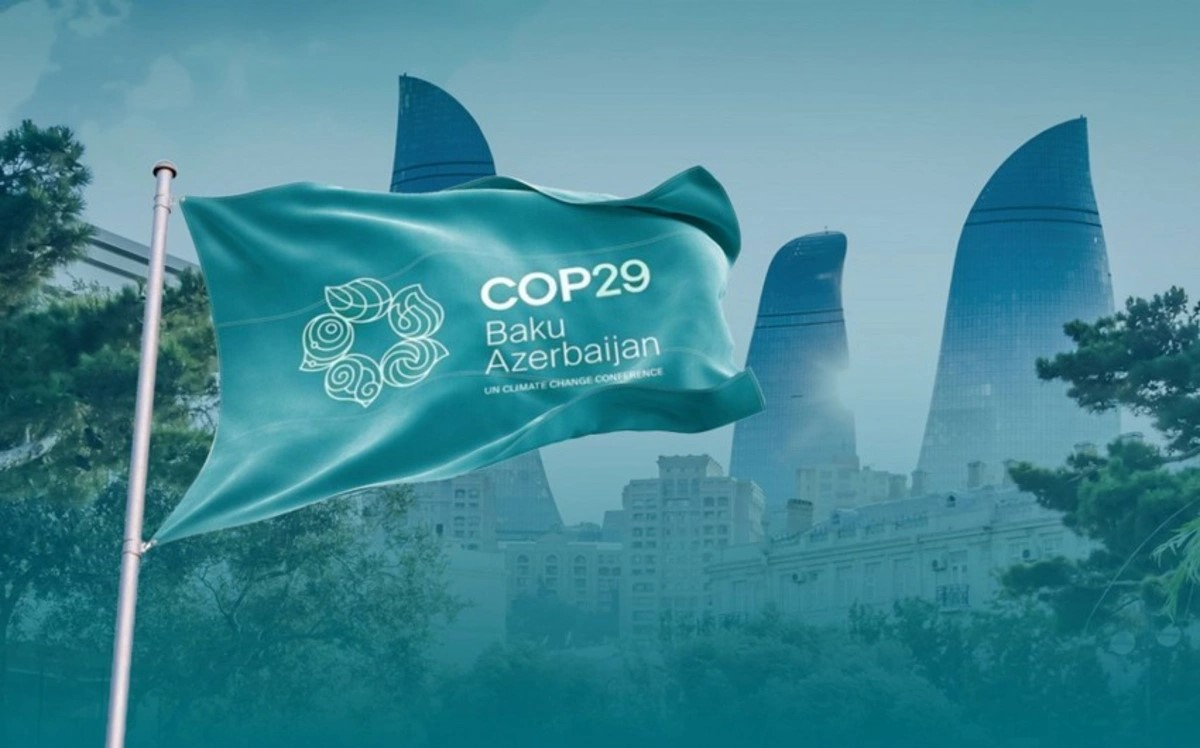 COP29
Baku
Azerbaijan
UN CLIMATE CHANGE CONFERENCE